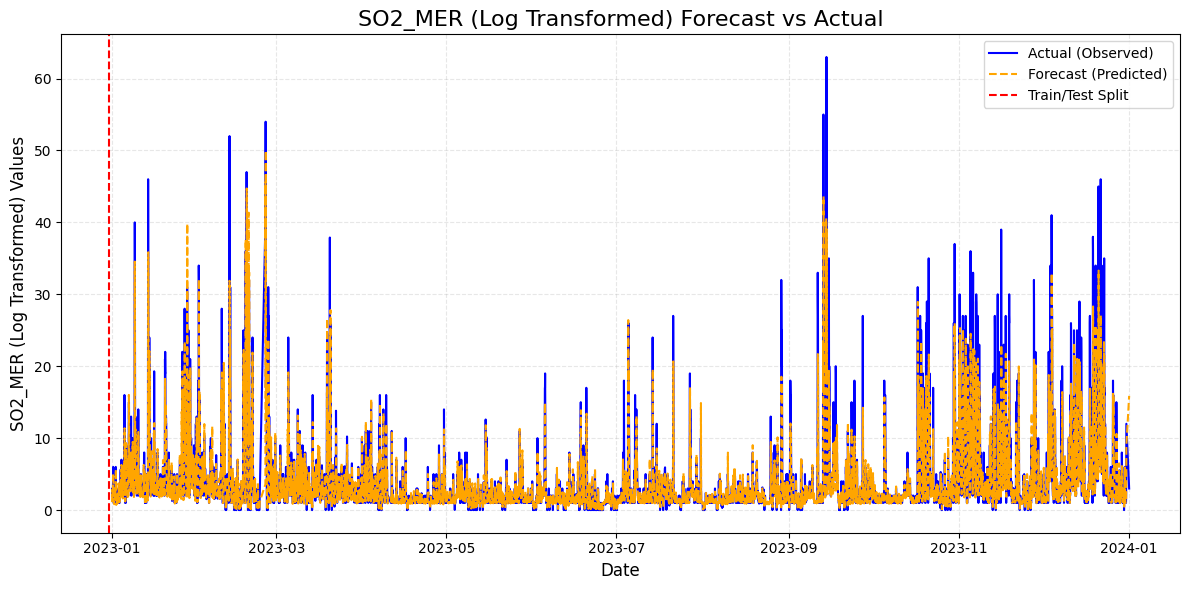 SO2_MER (Log Transformed) Forecast vs Actual
Actual (Observed)
Forecast (Predicted)
Train/Test Split
SO2_MER (Log Transformed) Values
60
50
40
30
20
10
0
2023-01
2023-03
2023-05
2023-07
2023-09
2023-11
2024-01
Date